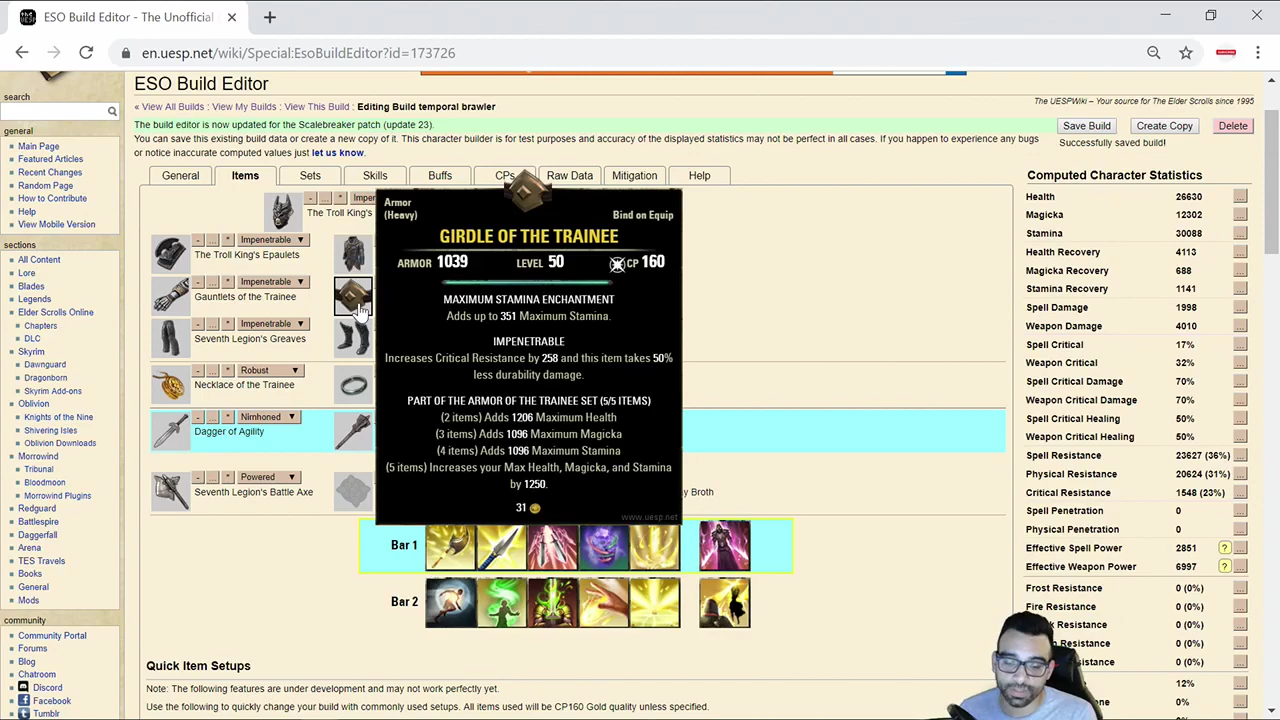 ESO Build Editor - The Unofficial
en.uesp.net/wiki/Special:EsoBuildEditor?id=173726
search
general
Main Page
Featured Articles
Recent Changes
Random Page
How to Contribute
Help
View Mobile Version
sections
All Content
Lore
Blades
Legends
Elder Scrolls Online
Chapters
DLC
Skyrim
Dawnguard
Dragonborn
Skyrim Add-ons
Oblivion
Knights of the Nine
Shivering Isles
Oblivion Downloads
Morrowind
Tribunal
Bloodmoon
Morrowind Plugins
Redguard
Battlespire
Daggerfall
Arena
TES Travels
Books
General
Mods
community
Community Portal
Forums
Blog
Chatroom
Discord
Facebook
Tumblr
ESO Build Editor
The UESPWiki – Your source for The Elder Scrolls since 1995
« View All Builds : View My Builds : View This Build : Editing Build temporal brawler
The build editor is now updated for the Scalebreaker patch (update 23).
You can save this existing build data or create a new copy of it. This character builder is for test purposes and accuracy of the displayed statistics may not be perfect in all cases. If you happen to experience any bugs
or notice inaccurate computed values just let us know.
Save Build Create Copy Delete
Successfully saved build!
General Items Sets Skills Buffs CPs Raw Data Mitigation Help
- ... * Impen
The Troll King's
- ... * Impenetrable ▼
The Troll King's Epaulets
- ... * Impenetrable ▼
Gauntlets of the Trainee
- ... * Impenetrable ▼
Seventh Legion's Greaves
- ... * Robust ▼
Necklace of the Trainee
- ... * Nirnhoned ▼
Dagger of Agility
- ... * Powered ▼
Seventh Legion's Battle Axe
y Broth
Armor
(Heavy)
Bind on Equip
GIRDLE OF THE TRAINEE
ARMOR 1039 LEVEL 50 CP 160
MAXIMUM STAMINA ENCHANTMENT
Adds up to 351 Maximum Stamina.
IMPENETRABLE
Increases Critical Resistance by 258 and this item takes 50%
less durability damage.
PART OF THE ARMOR OF THE TRAINEE SET (5/5 ITEMS)
(2 items) Adds 1206 Maximum Health
(3 items) Adds 1096 Maximum Magicka
(4 items) Adds 1096 Maximum Stamina
(5 items) Increases your Max Health, Magicka, and Stamina
by 1250.
31
www.uesp.net
Bar 1
Bar 2
Quick Item Setups
Note: The following features are under development and may not work perfectly yet.
Use the following to quickly change your build with commonly used setups. All items used will be CP160 Gold quality unless specified.
Computed Character Statistics
Health 26630 ...
Magicka 12302 ...
Stamina 30088 ...
Health Recovery 4113 ...
Magicka Recovery 688 ...
Stamina Recovery 1141 ...
Spell Damage 1998 ...
Weapon Damage 4010 ...
Spell Critical 17% ...
Weapon Critical 32% ...
Spell Critical Damage 70% ...
Weapon Critical Damage 70% ...
Spell Critical Healing 50% ...
Weapon Critical Healing 50% ...
Spell Resistance 23627 (36%) ...
Physical Resistance 20624 (31%) ...
Critical Resistance 1548 (23%) ...
Spell Penetration 0 ...
Physical Penetration 0 ...
Effective Spell Power 2851 ? ...
Effective Weapon Power 6997 ? ...
Frost Resistance 0 (0%) ...
Fire Resistance 0 (0%) ...
Resistance 0 (0%) ...
0 (0%) ...
istance 0 (0%) ...
12% ...